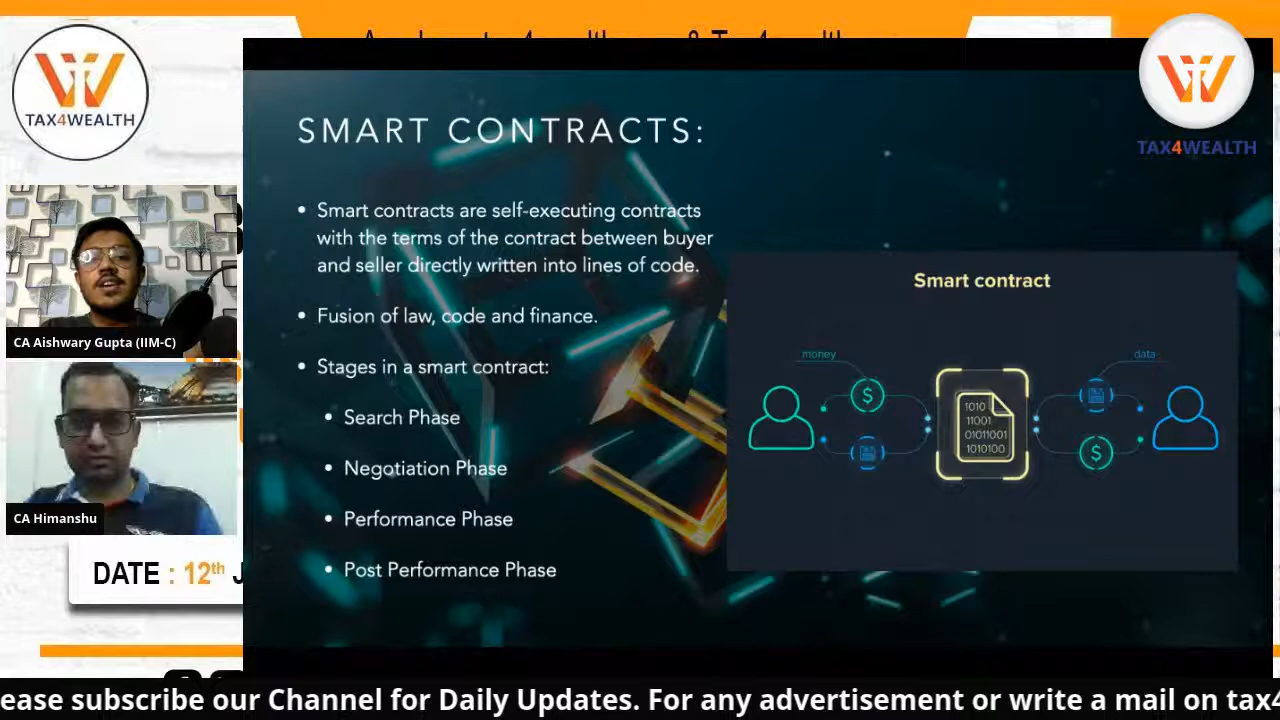 TAX4WEALTH
TAX4WEALTH
SMART CONTRACTS:
• Smart contracts are self-executing contracts
with the terms of the contract between buyer
and seller directly written into lines of code.
• Fusion of law, code and finance.
• Stages in a smart contract:
• Search Phase
• Negotiation Phase
• Performance Phase
• Post Performance Phase
Smart contract
money
data
$
1010
11001
01011001
1010100
$
CA Aishwary Gupta (IIM-C)
CA Himanshu
DATE : 12th J
ease subscribe our Channel for Daily Updates. For any advertisement or write a mail on tax4